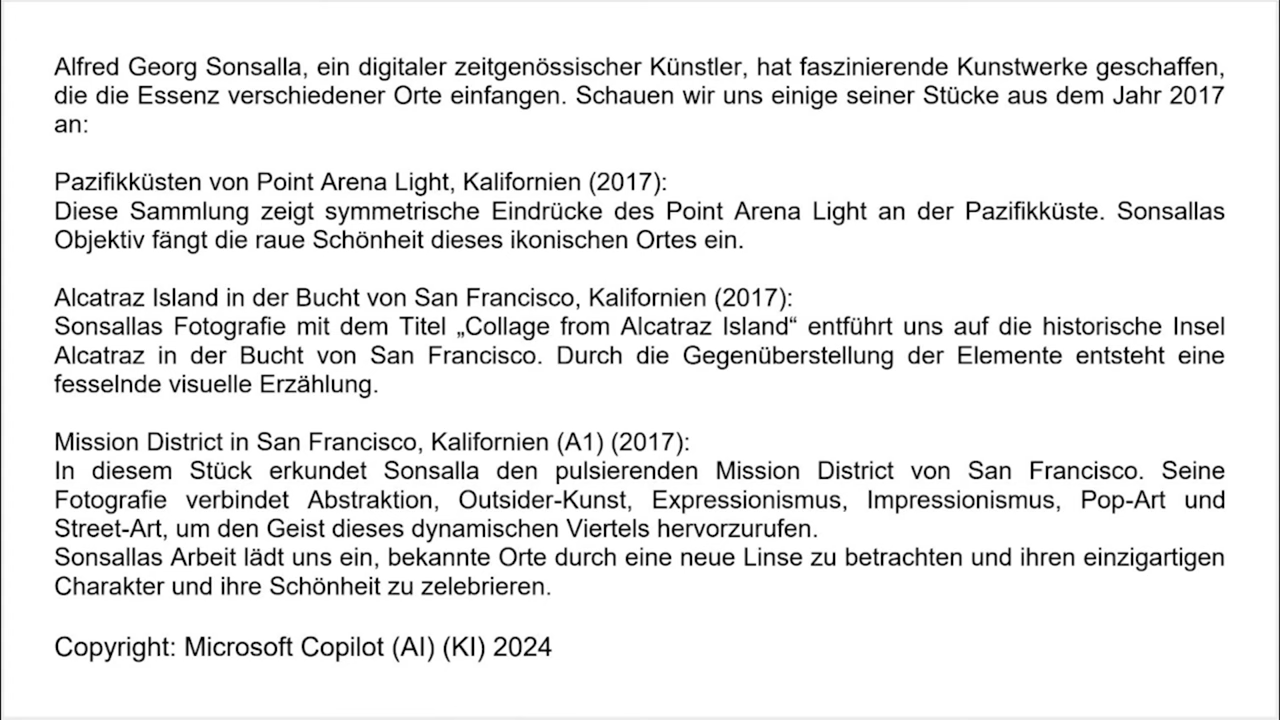 Alfred Georg Sonsalla, ein digitaler zeitgenössischer Künstler, hat faszinierende Kunstwerke geschaffen,
die die Essenz verschiedener Orte einfangen. Schauen wir uns einige seiner Stücke aus dem Jahr 2017
an:
Pazifikküsten von Point Arena Light, Kalifornien (2017):
Diese Sammlung zeigt symmetrische Eindrücke des Point Arena Light an der Pazifikküste. Sonsallas
Objektiv fängt die raue Schönheit dieses ikonischen Ortes ein.
Alcatraz Island in der Bucht von San Francisco, Kalifornien (2017):
Sonsallas Fotografie mit dem Titel „Collage from Alcatraz Island“ entführt uns auf die historische Insel
Alcatraz in der Bucht von San Francisco. Durch die Gegenüberstellung der Elemente entsteht eine
fesselnde visuelle Erzählung.
Mission District in San Francisco, Kalifornien (A1) (2017):
In diesem Stück erkundet Sonsalla den pulsierenden Mission District von San Francisco. Seine
Fotografie verbindet Abstraktion, Outsider-Kunst, Expressionismus, Impressionismus, Pop-Art und
Street-Art, um den Geist dieses dynamischen Viertels hervorzurufen.
Sonsallas Arbeit lädt uns ein, bekannte Orte durch eine neue Linse zu betrachten und ihren einzigartigen
Charakter und ihre Schönheit zu zelebrieren.
Copyright: Microsoft Copilot (AI) (KI) 2024